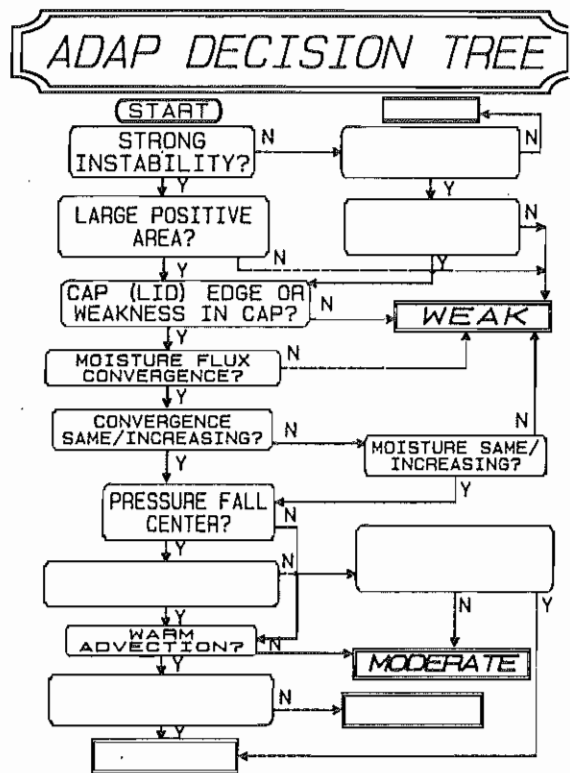 ADAP DECISION TREE
START
STRONG
INSTABILITY?
N
N
Y
Y
LARGE POSITIVE
AREA?
N
N
Y
Y
CAP (LID) EDGE OR
WEAKNESS IN CAP?
N
WEAK
Y
MOISTURE FLUX
CONVERGENCE?
N
Y
CONVERGENCE
SAME/INCREASING?
N
N
MOISTURE SAME/
INCREASING?
Y
Y
PRESSURE FALL
CENTER?
N
Y
N
N
Y
Y
WARM
ADVECTION?
N
MODERATE
Y
N
Y